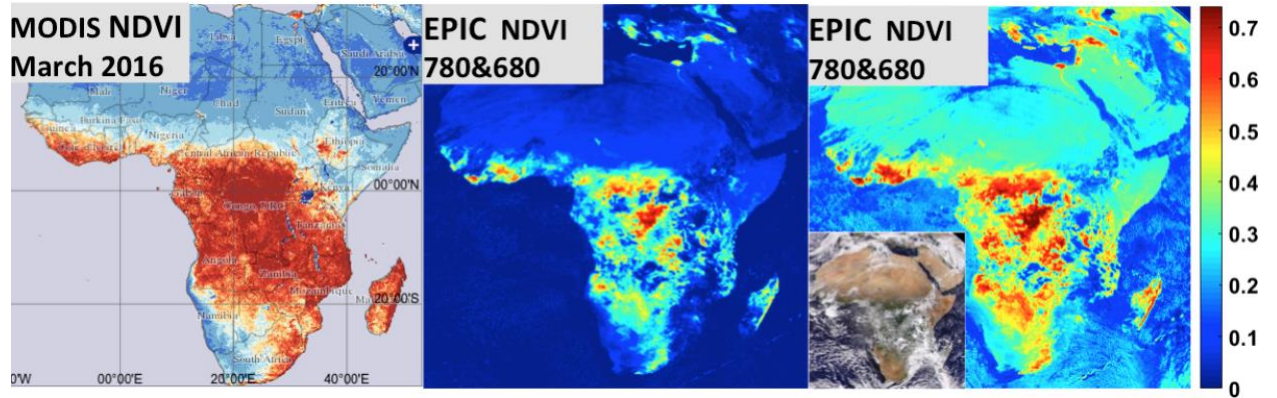 MODIS NDVI
March 2016
EPIC NDVI
780&680
EPIC NDVI
780&680
Libya
Egypt
Saudi Arabia
20°00'N
Mali
Niger
Chad
Sudan
Eritrea
Yemen
Burkina Faso
Guinea
Nigeria
Ethiopia
Central African Republic
Somalia
Kenya
00°00'N
Congo, DRC
Tanzania
Angola
Zambia
Mozambique
20°00'S
Namibia
South Africa
0°W
00°00'E
20°00'E
40°00'E
0.7
0.6
0.5
0.4
0.3
0.2
0.1
0